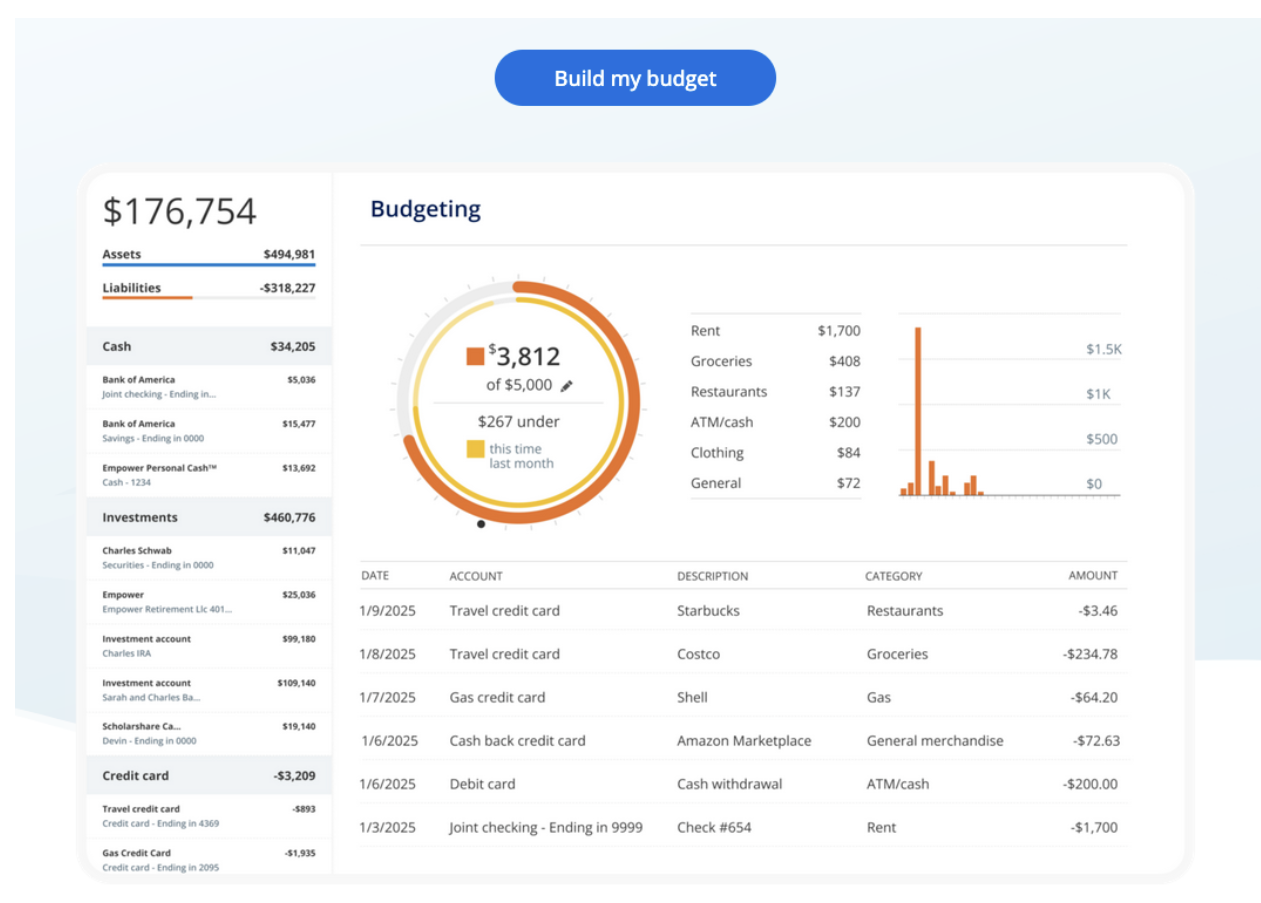 Build my budget
$176,754
Assets $494,981
Liabilities -$318,227
Cash $34,205
Bank of America $5,036
Joint checking - Ending in...
Bank of America $15,477
Savings - Ending in 0000
Empower Personal Cash™ $13,692
Cash - 1234
Investments $460,776
Charles Schwab $11,047
Securities - Ending in 0000
Empower $25,036
Empower Retirement Llc 401...
Investment account $99,180
Charles IRA
Investment account $109,140
Sarah and Charles Ba...
Scholarshare Ca... $19,140
Devin - Ending in 0000
Credit card -$3,209
Travel credit card -$893
Credit card - Ending in 4369
Gas Credit Card -$1,935
Credit card - Ending in 2095
Budgeting
$3,812
of $5,000
$267 under
this time
last month
Rent $1,700
Groceries $408
Restaurants $137
ATM/cash $200
Clothing $84
General $72
$1.5K
$1K
$500
$0
DATE ACCOUNT DESCRIPTION CATEGORY AMOUNT
1/9/2025 Travel credit card Starbucks Restaurants -$3.46
1/8/2025 Travel credit card Costco Groceries -$234.78
1/7/2025 Gas credit card Shell Gas -$64.20
1/6/2025 Cash back credit card Amazon Marketplace General merchandise -$72.63
1/6/2025 Debit card Cash withdrawal ATM/cash -$200.00
1/3/2025 Joint checking - Ending in 9999 Check #654 Rent -$1,700